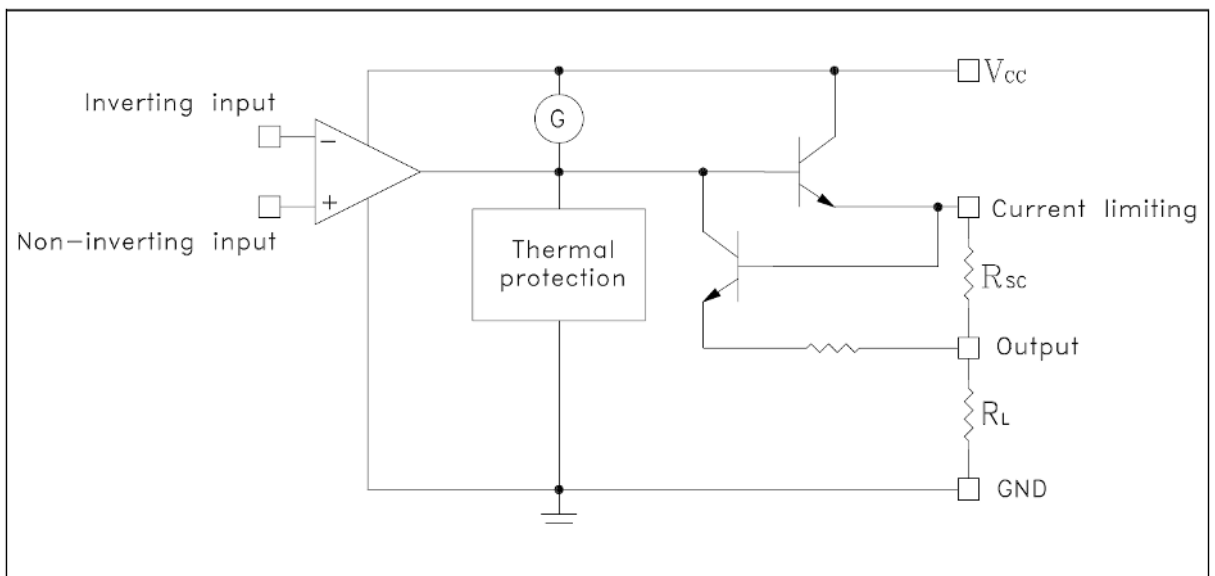 Vcc
Inverting input
G
−
+
Non-inverting input
Current limiting
Thermal
protection
RSC
Output
RL
GND